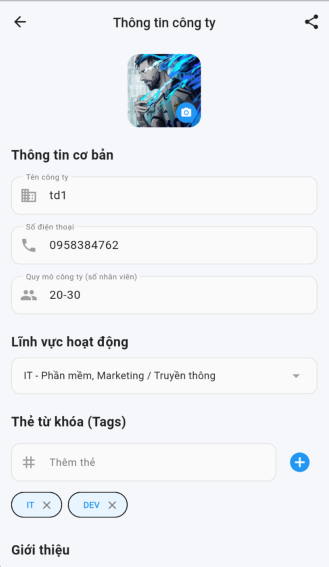 Thông tin công ty
Thông tin cơ bản
Tên công ty
td1
Số điện thoại
0958384762
Quy mô công ty (số nhân viên)
20-30
Lĩnh vực hoạt động
IT - Phần mềm, Marketing / Truyền thông
Thẻ từ khóa (Tags)
Thêm thẻ
IT
DEV
Giới thiệu